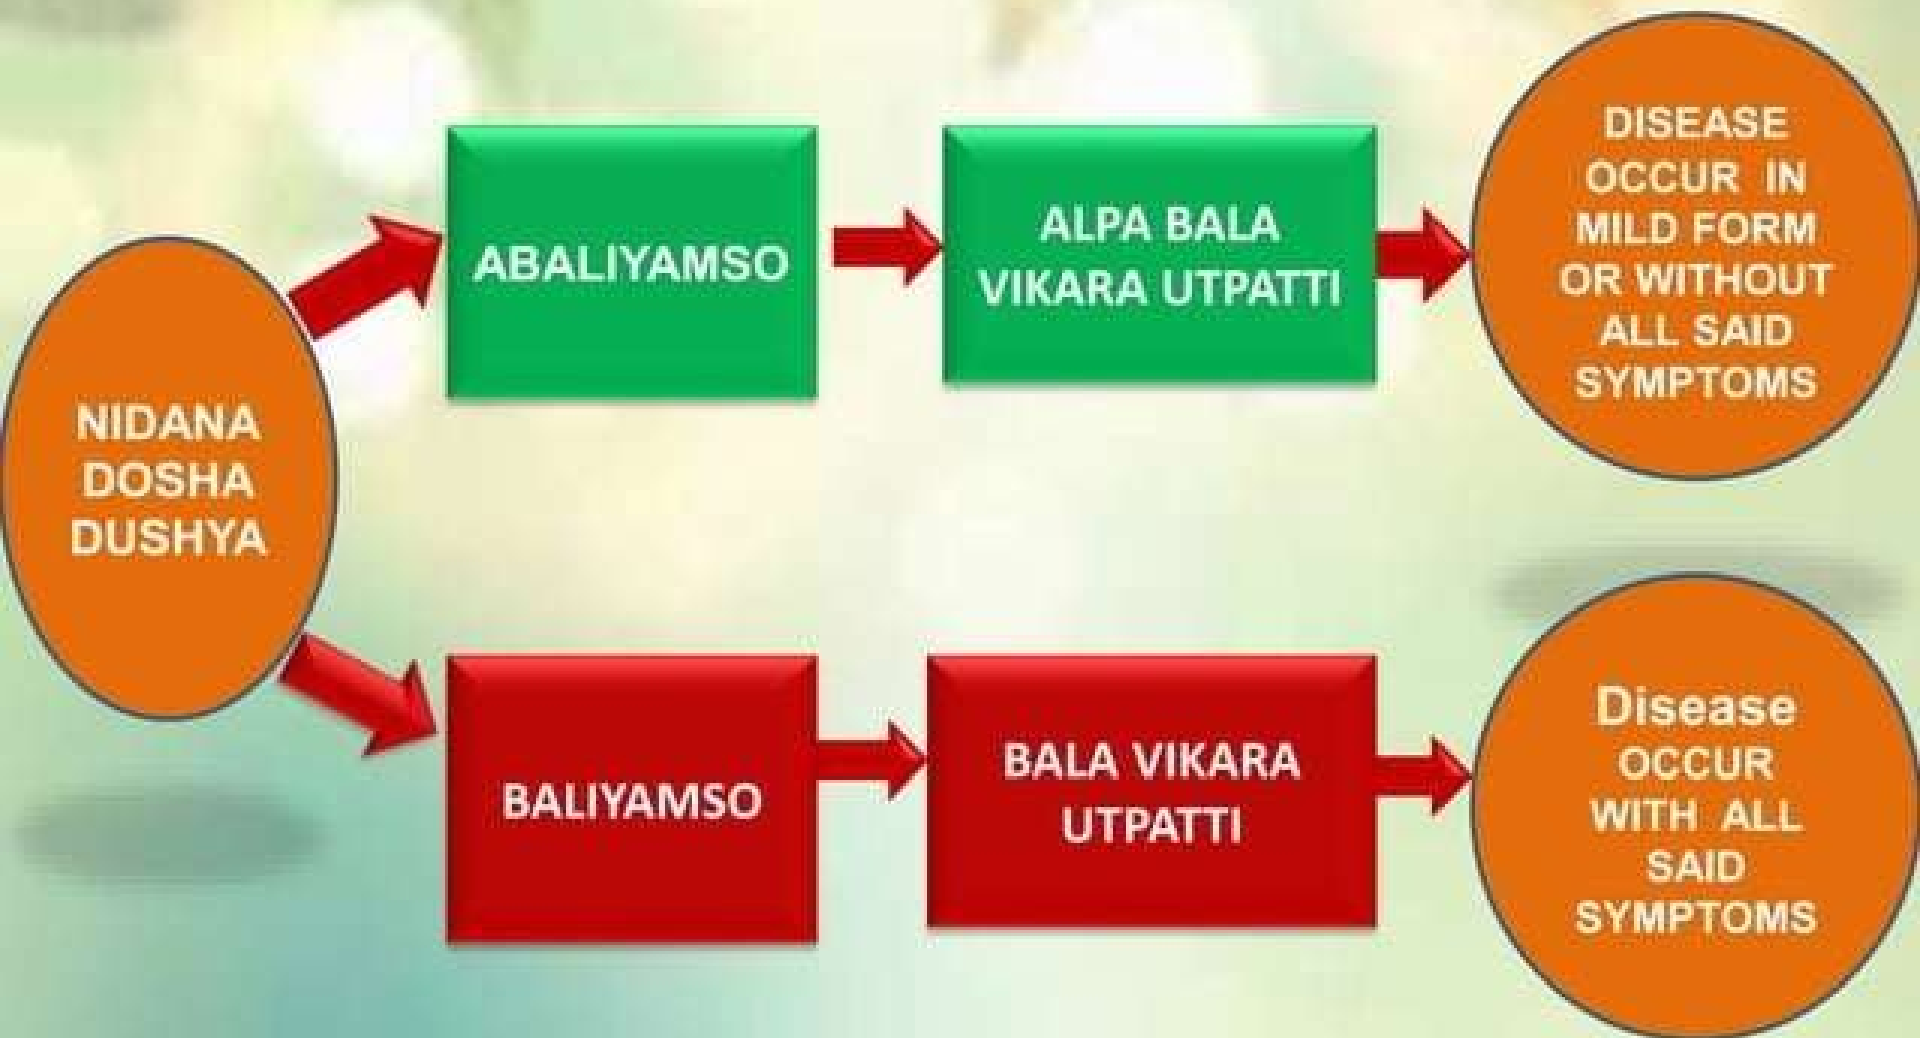 NIDANA
DOSHA
DUSHYA
ABALIYAMSO
ALPA BALA
VIKARA UTPATTI
DISEASE
OCCUR IN
MILD FORM
OR WITHOUT
ALL SAID
SYMPTOMS
BALIYAMSO
BALA VIKARA
UTPATTI
Disease
OCCUR
WITH ALL
SAID
SYMPTOMS